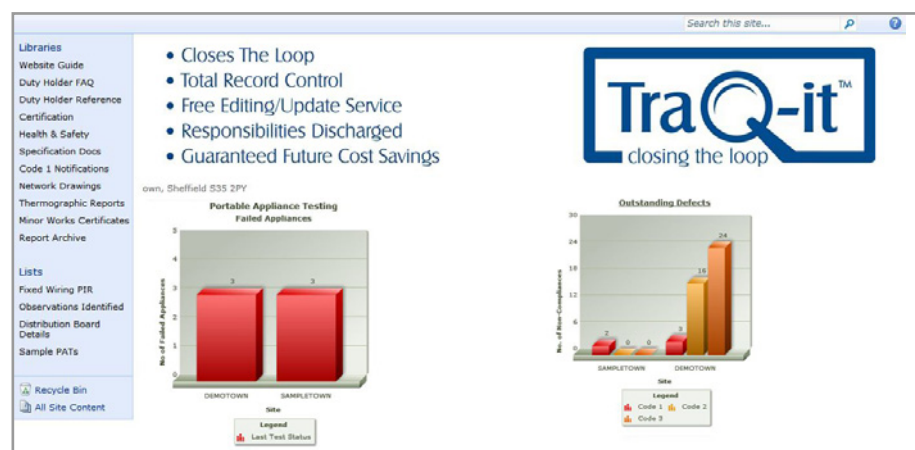 Search this site...
Libraries
Website Guide
Duty Holder FAQ
Duty Holder Reference
Certification
Health & Safety
Specification Docs
Code 1 Notifications
Network Drawings
Thermographic Reports
Minor Works Certificates
Report Archive
Lists
Fixed Wiring PIR
Observations Identified
Distribution Board
Details
Sample PATs
Recycle Bin
All Site Content
• Closes The Loop
• Total Record Control
• Free Editing/Update Service
• Responsibilities Discharged
• Guaranteed Future Cost Savings
TraQ-it™
closing the loop
own, Sheffield S35 2PY
Portable Appliance Testing
Failed Appliances
No of Failed Appliances
5
4
3
2
1
0
3 3
DEMOTOWN SAMPLETOWN
Site
Legend
Last Test Status
Outstanding Defects
No. of Non-Compliances
30
24
18
12
6
0
2 0 0 3 16 24
SAMPLETOWN DEMOTOWN
Site
Legend
Code 1 Code 2
Code 3